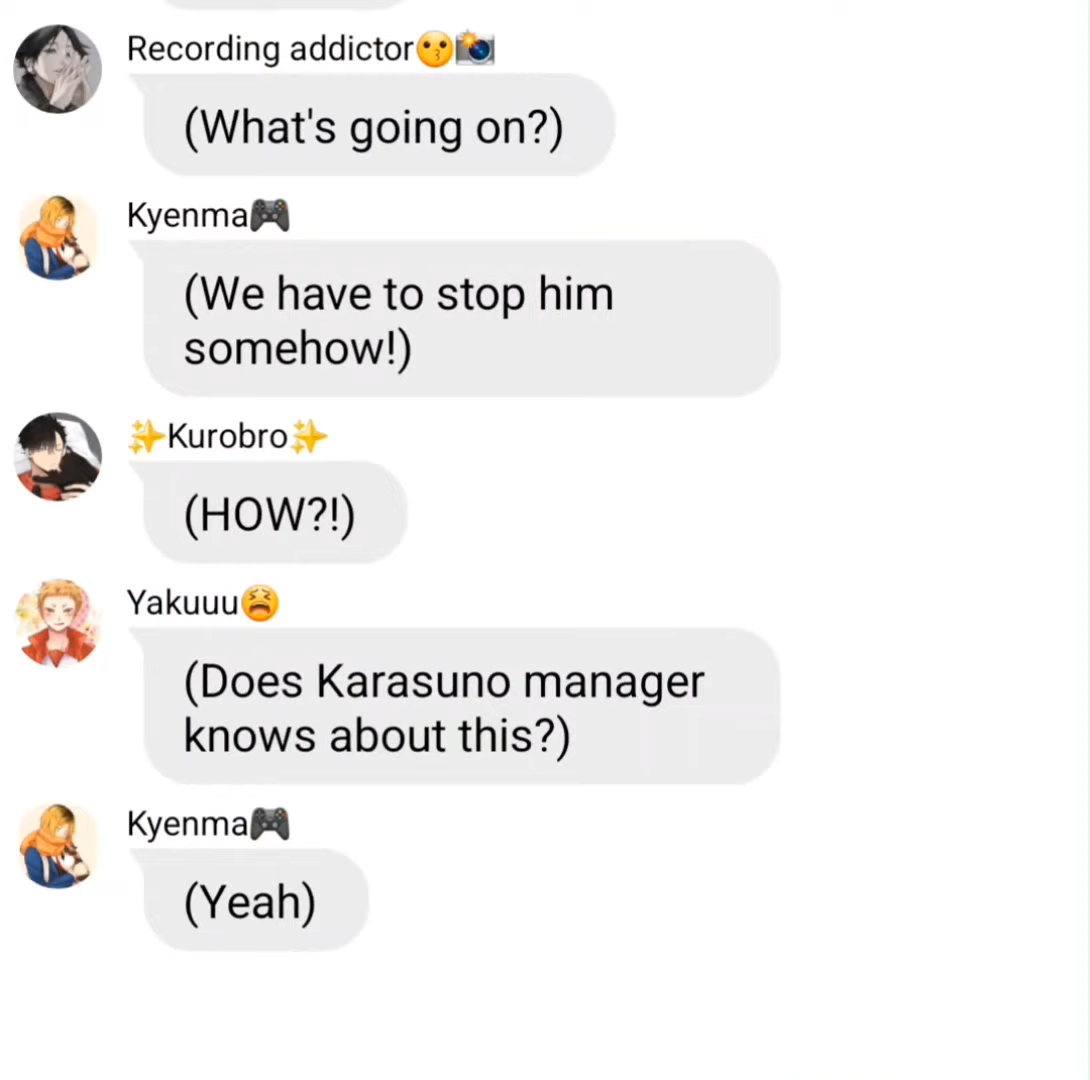 Recording addictor😗📸
(What's going on?)
Kyenma🎮
(We have to stop him
somehow!)
✨Kurobro✨
(HOW?!)
Yakuuu😫
(Does Karasuno manager
knows about this?)
Kyenma🎮
(Yeah)